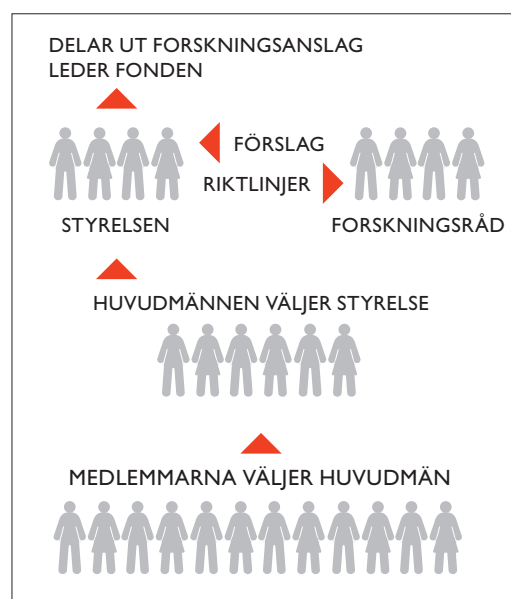 DELAR UT FORSKNINGSANSLAG
LEDER FONDEN
FÖRSLAG
RIKTLINJER
STYRELSEN
FORSKNINGSRÅD
HUVUDMÄNNEN VÄLJER STYRELSE
MEDLEMMARNA VÄLJER HUVUDMÄN